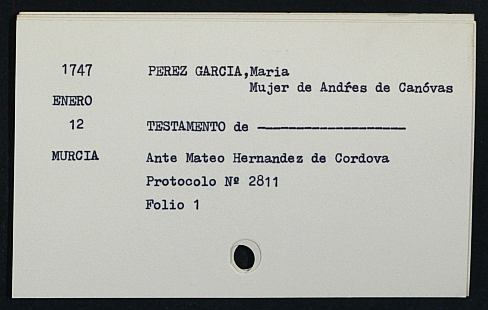 1747 PEREZ GARCIA,Maria
Mujer de Andŕes de Canóvas
ENERO
12 TESTAMENTO de ------------------
MURCIA Ante Mateo Hernandez de Cordova
Protocolo Nº 2811
Folio 1